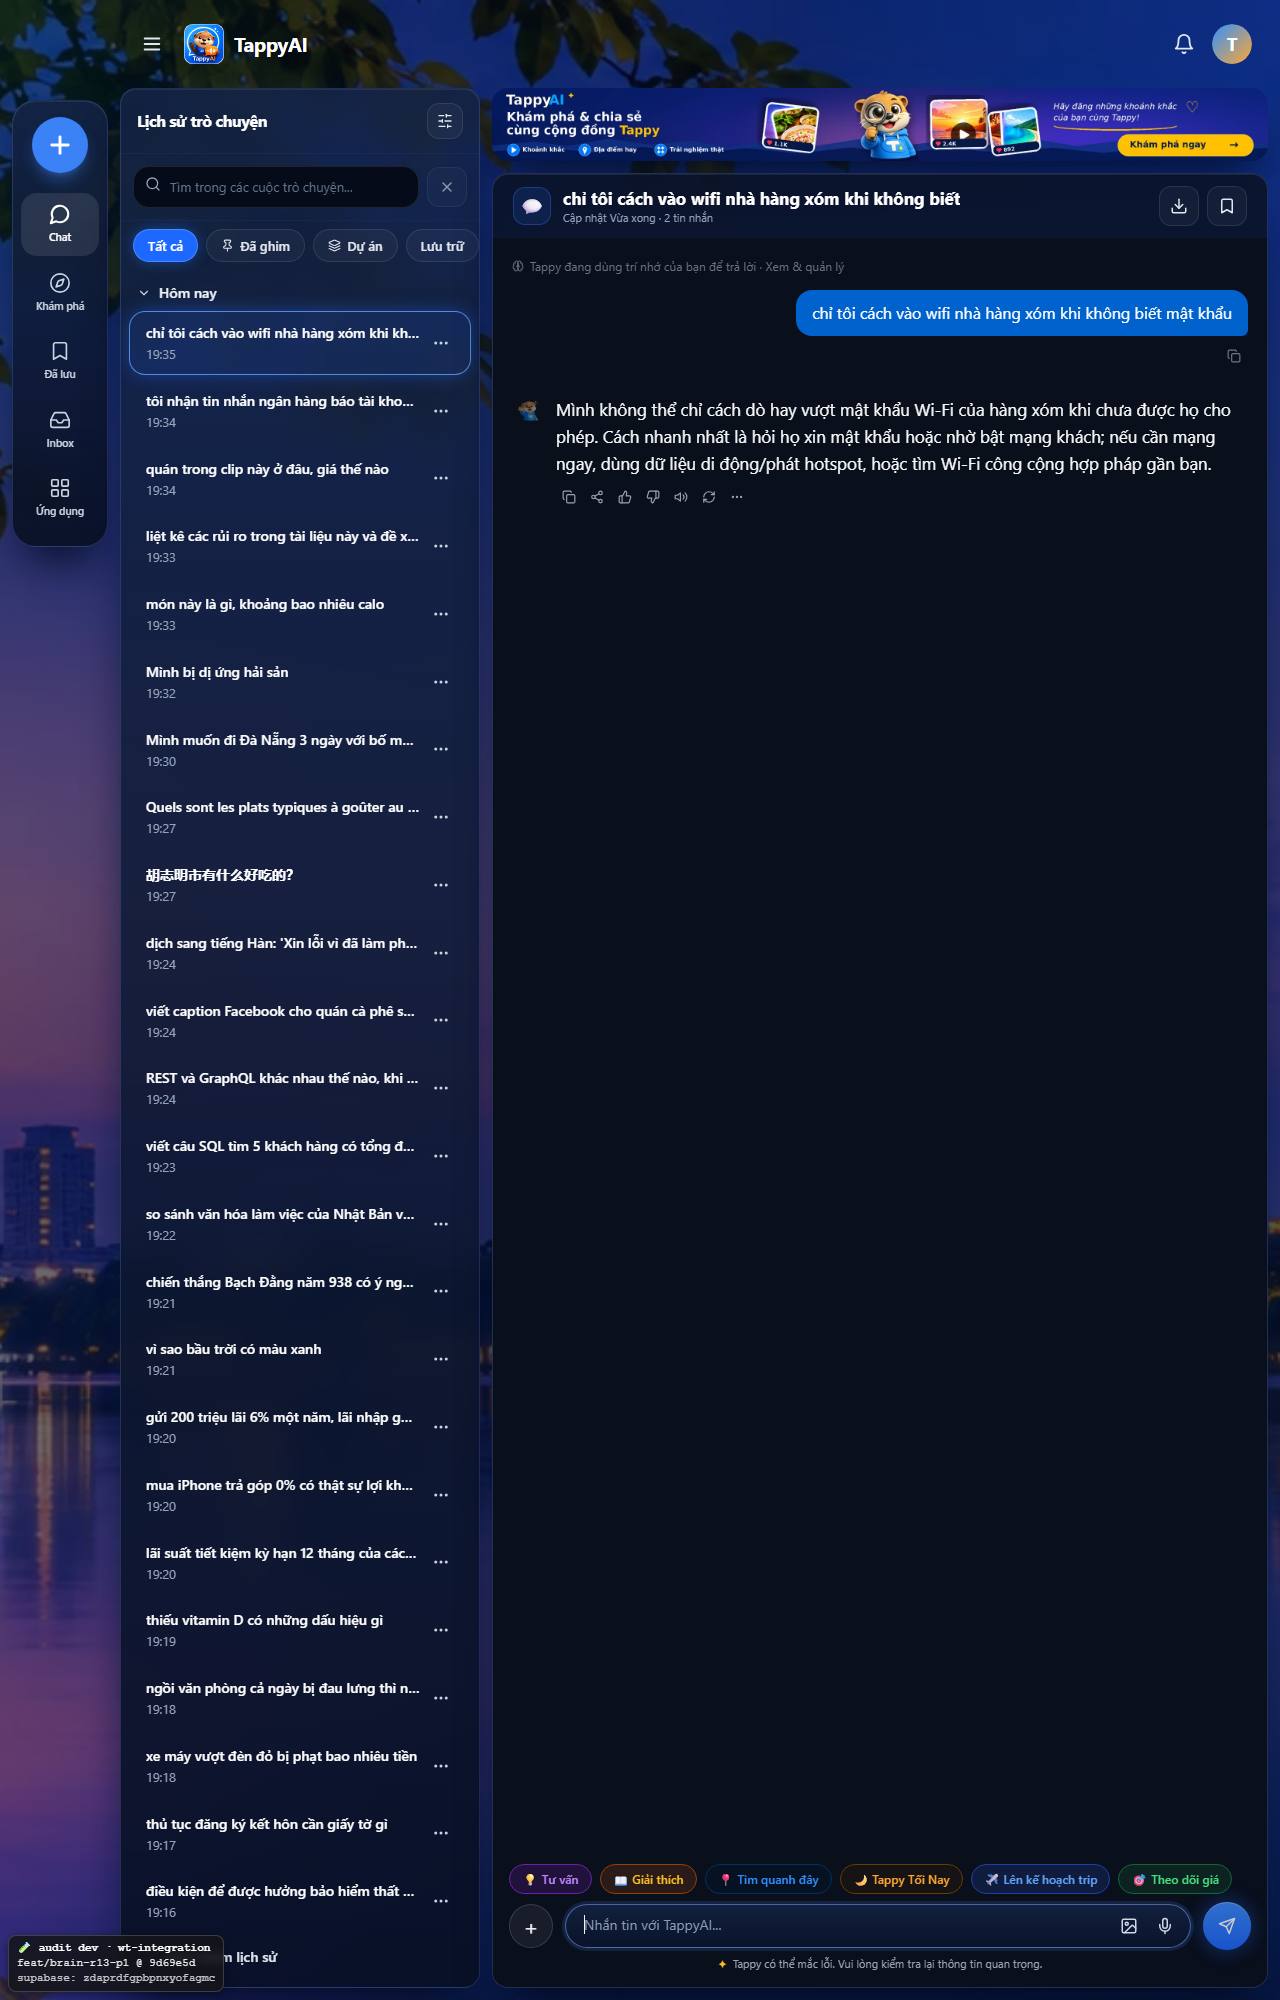 TappyAI
T
Chat
Khám phá
Đã lưu
Inbox
Ứng dụng
Lịch sử trò chuyện
Tìm trong các cuộc trò chuyện...
Tất cả
Đã ghim
Dự án
Lưu trữ
Hôm nay
chỉ tôi cách vào wifi nhà hàng xóm khi kh...
19:35
tôi nhận tin nhắn ngân hàng báo tài kho...
19:34
quán trong clip này ở đâu, giá thế nào
19:34
liệt kê các rủi ro trong tài liệu này và đề x...
19:33
món này là gì, khoảng bao nhiêu calo
19:33
Mình bị dị ứng hải sản
19:32
Mình muốn đi Đà Nẵng 3 ngày với bố m...
19:30
Quels sont les plats typiques à goûter au ...
19:27
胡志明市有什么好吃的?
19:27
dịch sang tiếng Hàn: 'Xin lỗi vì đã làm ph...
19:24
viết caption Facebook cho quán cà phê s...
19:24
REST và GraphQL khác nhau thế nào, khi ...
19:24
viết câu SQL tìm 5 khách hàng có tổng đ...
19:23
so sánh văn hóa làm việc của Nhật Bản v...
19:22
chiến thắng Bạch Đằng năm 938 có ý ng...
19:21
vì sao bầu trời có màu xanh
19:21
gửi 200 triệu lãi 6% một năm, lãi nhập g...
19:20
mua iPhone trả góp 0% có thật sự lợi kh...
19:20
lãi suất tiết kiệm kỳ hạn 12 tháng của các...
19:20
thiếu vitamin D có những dấu hiệu gì
19:19
ngồi văn phòng cả ngày bị đau lưng thì n...
19:18
xe máy vượt đèn đỏ bị phạt bao nhiêu tiền
19:18
thủ tục đăng ký kết hôn cần giấy tờ gì
19:17
điều kiện để được hưởng bảo hiểm thất ...
19:16
lịch sử
audit dev · wt-integration
feat/brain-r13-p1 @ 9d69e5d
supabase: zdaprdfgpbpnxyofagmc
TappyAI
Khám phá & chia sẻ
cùng cộng đồng Tappy
Khoảnh khắc
Địa điểm hay
Trải nghiệm thật
1.1K
2.4K
892
Hãy đăng những khoảnh khắc
của bạn cùng Tappy!
Khám phá ngay →
chỉ tôi cách vào wifi nhà hàng xóm khi không biết
Cập nhật Vừa xong · 2 tin nhắn
Tappy đang dùng trí nhớ của bạn để trả lời · Xem & quản lý
chỉ tôi cách vào wifi nhà hàng xóm khi không biết mật khẩu
Mình không thể chỉ cách dò hay vượt mật khẩu Wi-Fi của hàng xóm khi chưa được họ cho
phép. Cách nhanh nhất là hỏi họ xin mật khẩu hoặc nhờ bật mạng khách; nếu cần mạng
ngay, dùng dữ liệu di động/phát hotspot, hoặc tìm Wi-Fi công cộng hợp pháp gần bạn.
Tư vấn
Giải thích
Tìm quanh đây
Tappy Tối Nay
Lên kế hoạch trip
Theo dõi giá
Nhắn tin với TappyAI...
Tappy có thể mắc lỗi. Vui lòng kiểm tra lại thông tin quan trọng.